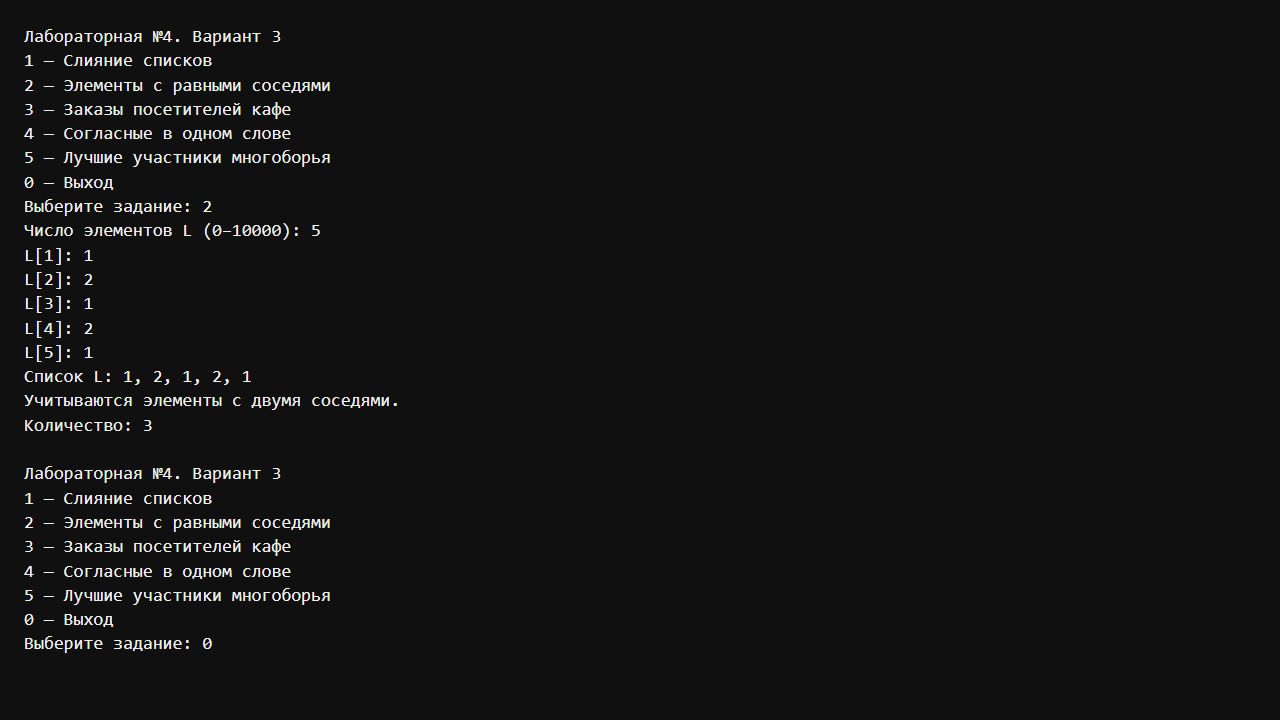 Лабораторная №4. Вариант 3
1 — Слияние списков
2 — Элементы с равными соседями
3 — Заказы посетителей кафе
4 — Согласные в одном слове
5 — Лучшие участники многоборья
0 — Выход
Выберите задание: 2
Число элементов L (0–10000): 5
L[1]: 1
L[2]: 2
L[3]: 1
L[4]: 2
L[5]: 1
Список L: 1, 2, 1, 2, 1
Учитываются элементы с двумя соседями.
Количество: 3
Лабораторная №4. Вариант 3
1 — Слияние списков
2 — Элементы с равными соседями
3 — Заказы посетителей кафе
4 — Согласные в одном слове
5 — Лучшие участники многоборья
0 — Выход
Выберите задание: 0